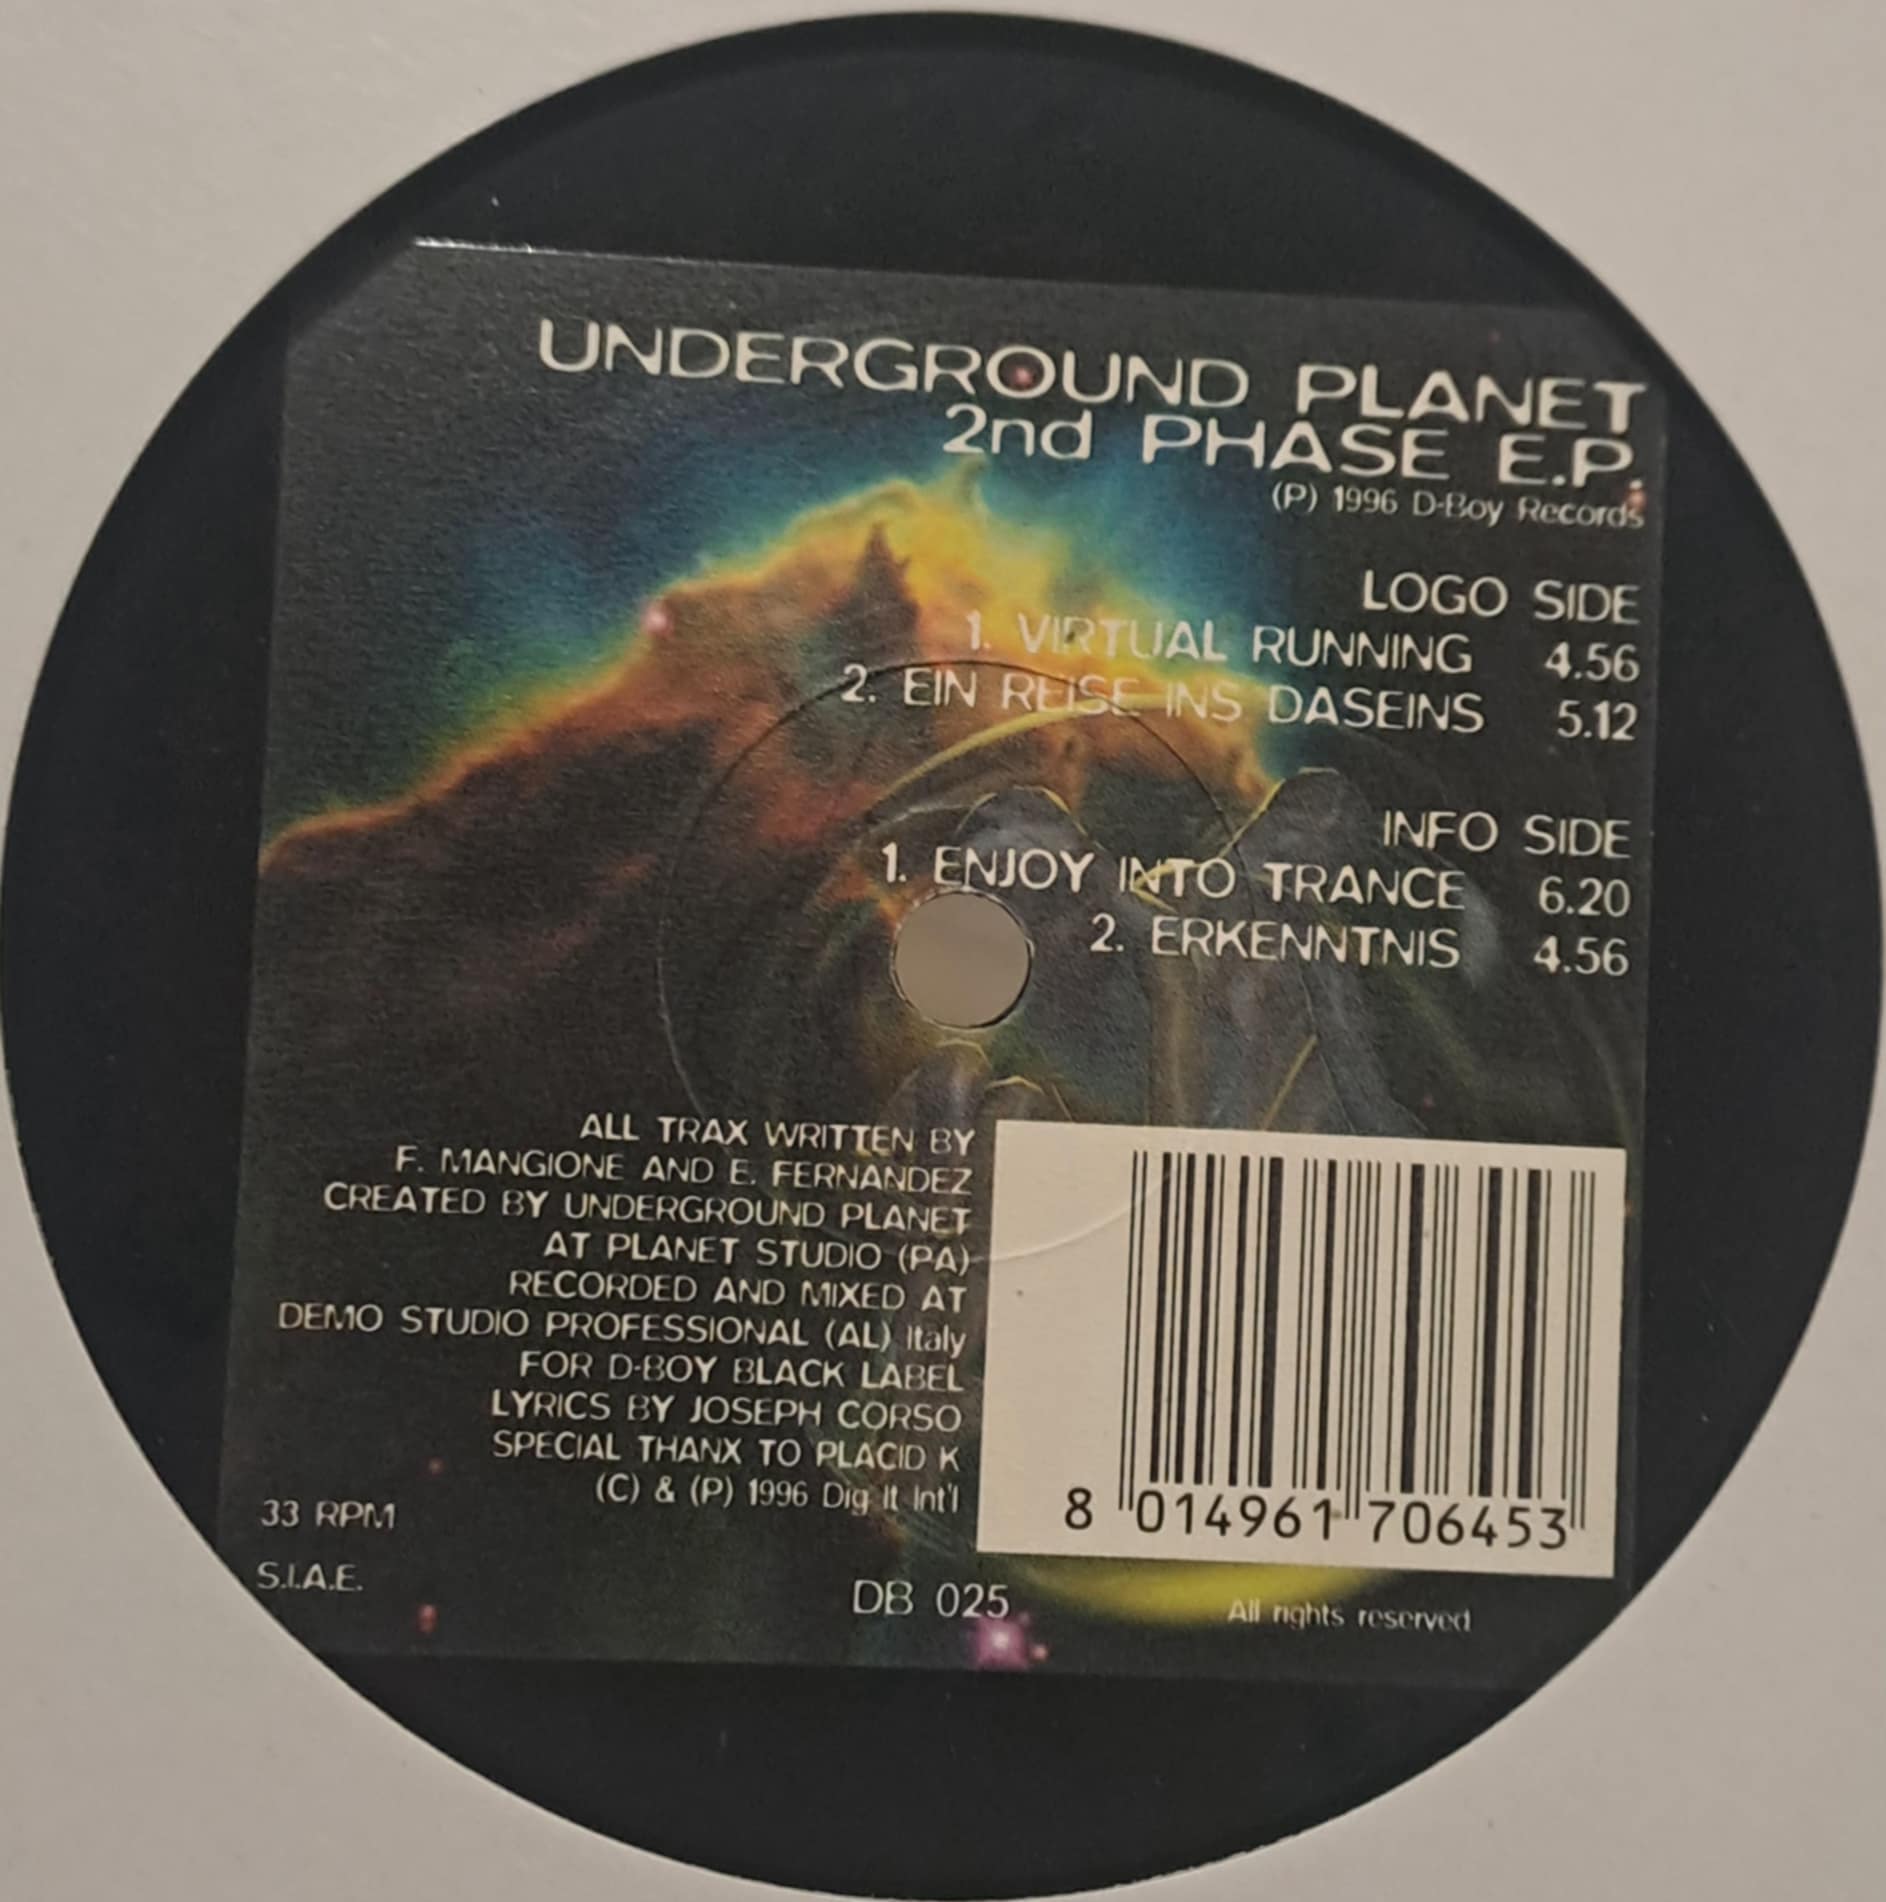 UNDERGROUND PLANET
2nd PHASE E.P.
(P) 1996 D-Boy Records
LOGO SIDE
1. VIRTUAL RUNNING 4.56
2. EIN REISE INS DASEINS 5.12
INFO SIDE
1. ENJOY INTO TRANCE 6.20
2. ERKENNTNIS 4.56
ALL TRAX WRITTEN BY
F. MANGIONE AND E. FERNANDEZ
CREATED BY UNDERGROUND PLANET
AT PLANET STUDIO (PA)
RECORDED AND MIXED AT
DEMO STUDIO PROFESSIONAL (AL) Italy
FOR D-BOY BLACK LABEL
LYRICS BY JOSEPH CORSO
SPECIAL THANX TO PLACID K
(C) & (P) 1996 Dig It Int'l
33 RPM
S.I.A.E.
DB 025
8 014961 706453
All rights reserved